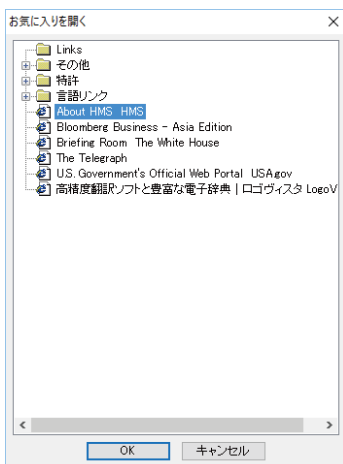 お気に入りを開く
Links
その他
特許
言語リンク
About HMS HMS
Bloomberg Business - Asia Edition
Briefing Room The White House
The Telegraph
U.S. Government's Official Web Portal USAgov
高精度翻訳ソフトと豊富な電子辞典 | ロゴヴィスタ LogoV
OK
キャンセル